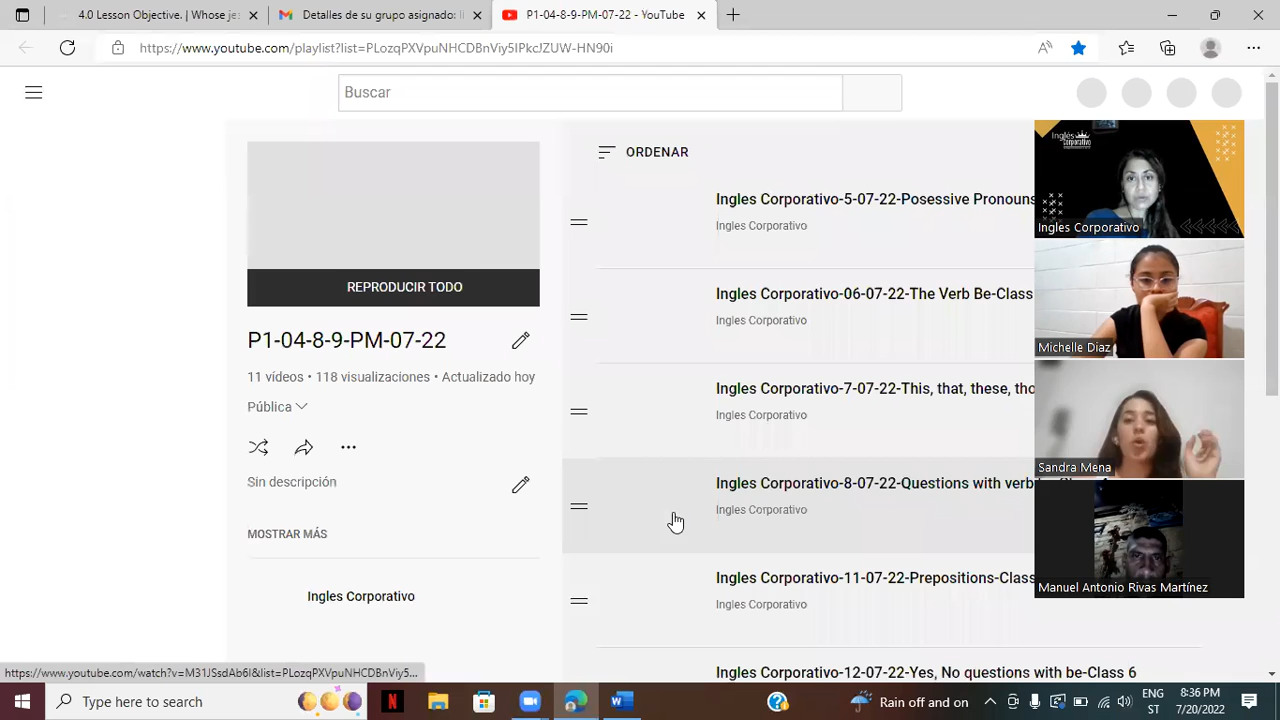 4.0 Lesson Objective. | Whose je
Detalles de su grupo asignado: li
P1-04-8-9-PM-07-22 - YouTube
https://www.youtube.com/playlist?list=PLozqPXVpuNHCDBnViy5IPkcJZUW-HN90i
Buscar
ORDENAR
Ingles Corporativo-5-07-22-Posessive Pronouns
Ingles Corporativo
Ingles Corporativo-06-07-22-The Verb Be-Class
Ingles Corporativo
Ingles Corporativo-7-07-22-This, that, these, tho
Ingles Corporativo
Ingles Corporativo-8-07-22-Questions with verb
Ingles Corporativo
Ingles Corporativo-11-07-22-Prepositions-Class
Ingles Corporativo
Ingles Corporativo-12-07-22-Yes, No questions with be-Class 6
REPRODUCIR TODO
P1-04-8-9-PM-07-22
11 vídeos • 118 visualizaciones • Actualizado hoy
Pública
Sin descripción
MOSTRAR MÁS
Ingles Corporativo
Inglés
Corporativo
Ingles Corporativo
Michelle Diaz
Sandra Mena
Manuel Antonio Rivas Martínez
https://www.youtube.com/watch?v=M31JSsdAb6I&list=PLozqPXVpuNHCDBnViy5...
Type here to search
Rain off and on
ENG
ST
8:36 PM
7/20/2022